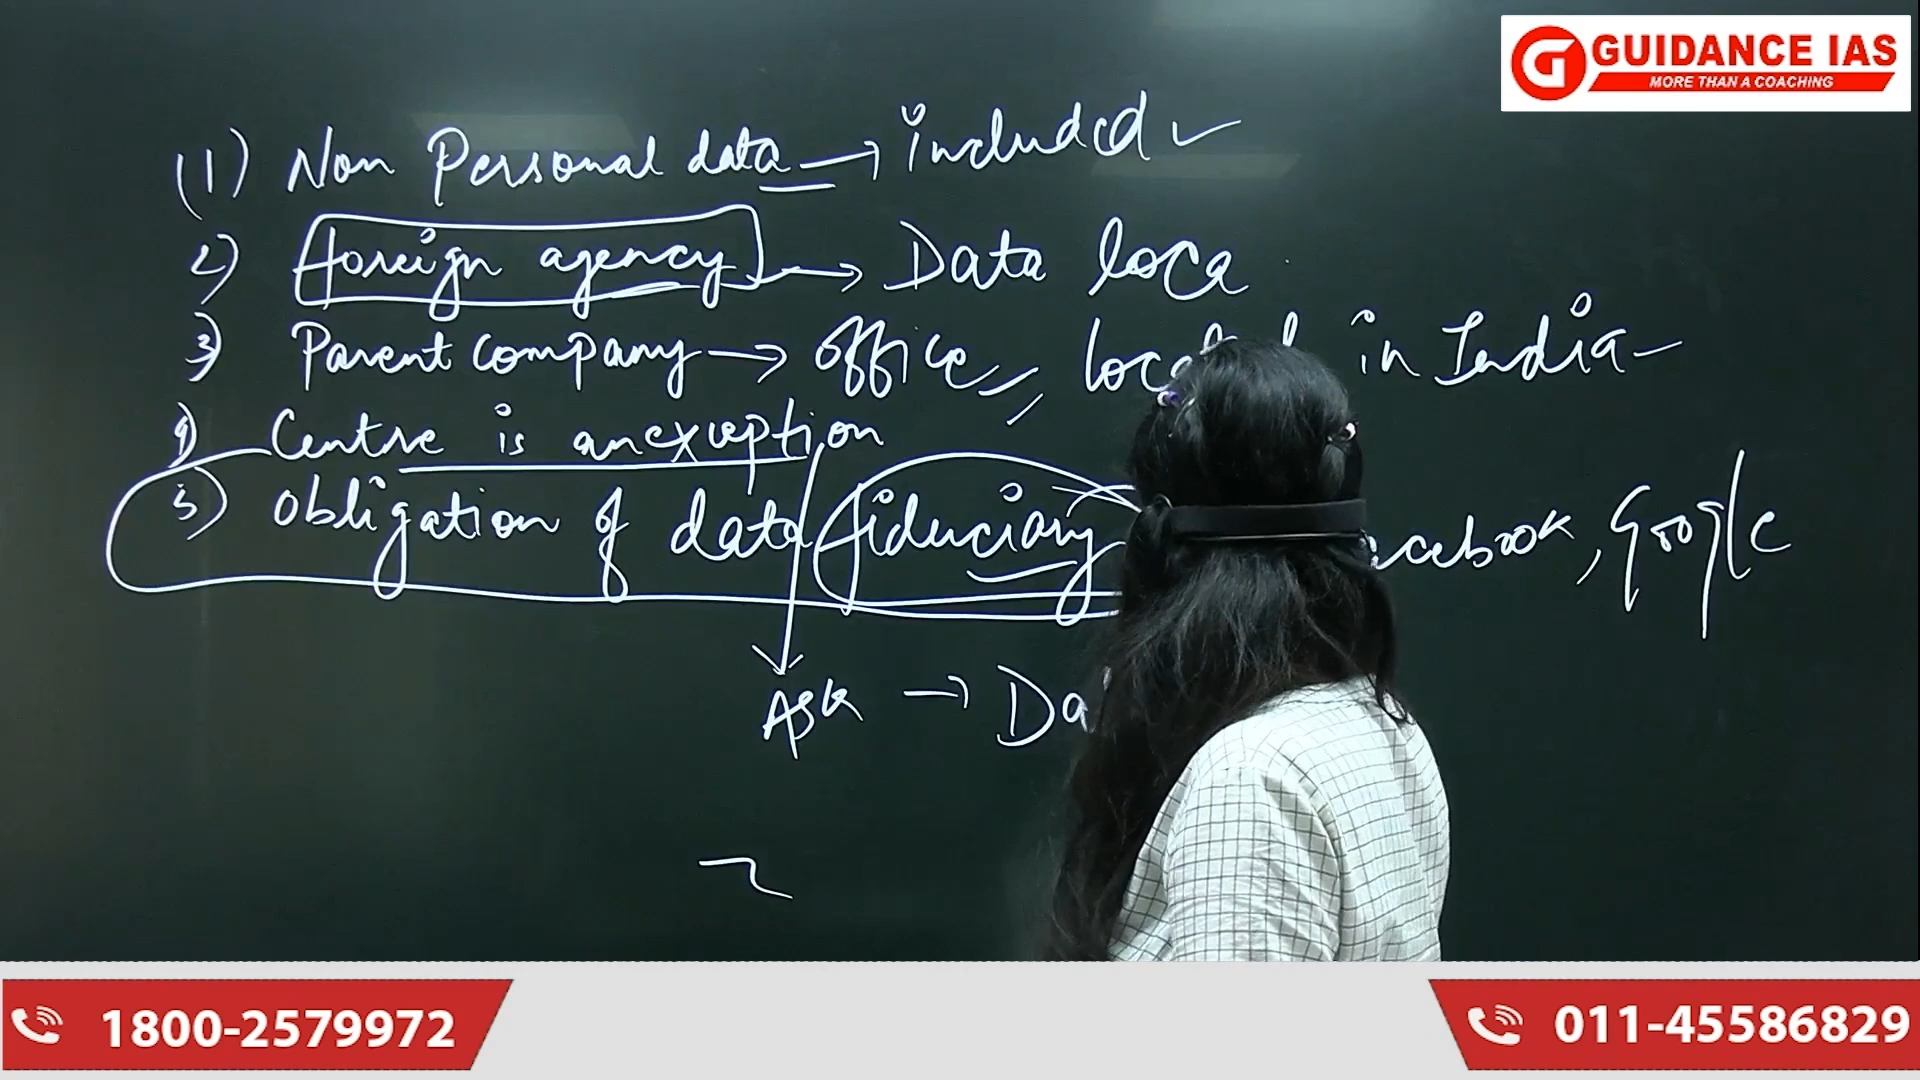 GUIDANCE IAS
MORE THAN A COACHING
(1) Non Personal data → included ✓
2) foreign agency → Data loca
3) Parent company → office, in India
4) Centre is an exception
5) obligation of data fiduciary acebook, Google
Ask → Da
1800-2579972
011-45586829